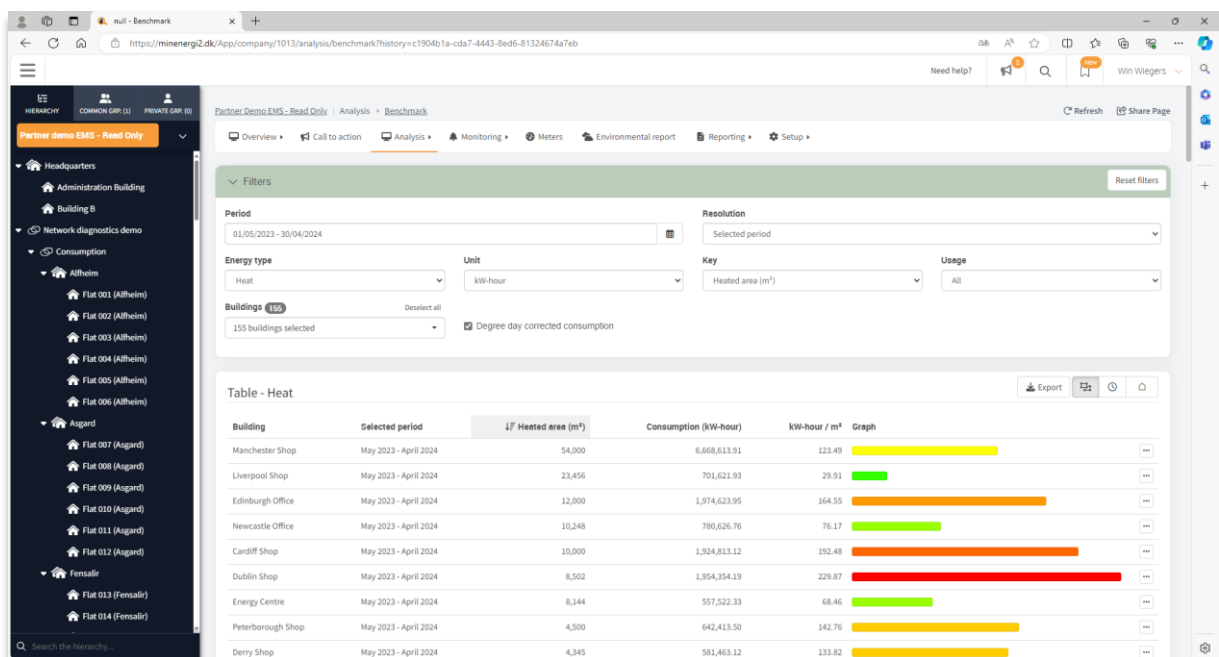 null - Benchmark
https://minenergi2.dk/App/company/1013/analysis/benchmark?history=c1904b1a-cda7-4443-8ed6-81324674a7eb
Need help? 2 New Win Wiegers
HIERARCHY COMMON GRP. (1) PRIVATE GRP. (0)
Partner demo EMS - Read Only
Headquarters
Administration Building
Building B
Network diagnostics demo
Consumption
Alfheim
Flat 001 (Alfheim)
Flat 002 (Alfheim)
Flat 003 (Alfheim)
Flat 004 (Alfheim)
Flat 005 (Alfheim)
Flat 006 (Alfheim)
Asgard
Flat 007 (Asgard)
Flat 008 (Asgard)
Flat 009 (Asgard)
Flat 010 (Asgard)
Flat 011 (Asgard)
Flat 012 (Asgard)
Fensalir
Flat 013 (Fensalir)
Flat 014 (Fensalir)
Search the hierarchy...
Partner Demo EMS - Read Only Analysis Benchmark Refresh Share Page
Overview Call to action Analysis Monitoring Meters Environmental report Reporting Setup
Filters Reset filters
Period Resolution
01/05/2023 - 30/04/2024 Selected period
Energy type Unit Key Usage
Heat kW-hour Heated area (m²) All
Buildings 155 Deselect all
155 buildings selected Degree day corrected consumption
Table - Heat Export
Building Selected period Heated area (m²) Consumption (kW-hour) kW-hour / m² Graph
Manchester Shop May 2023 - April 2024 54,000 6,668,613.91 123.49
Liverpool Shop May 2023 - April 2024 23,456 701,621.93 29.91
Edinburgh Office May 2023 - April 2024 12,000 1,974,623.95 164.55
Newcastle Office May 2023 - April 2024 10,248 780,626.76 76.17
Cardiff Shop May 2023 - April 2024 10,000 1,924,813.12 192.48
Dublin Shop May 2023 - April 2024 8,502 1,954,354.19 229.87
Energy Centre May 2023 - April 2024 8,144 557,522.33 68.46
Peterborough Shop May 2023 - April 2024 4,500 642,413.50 142.76
Derry Shop May 2023 - April 2024 4,345 581,463.12 133.82